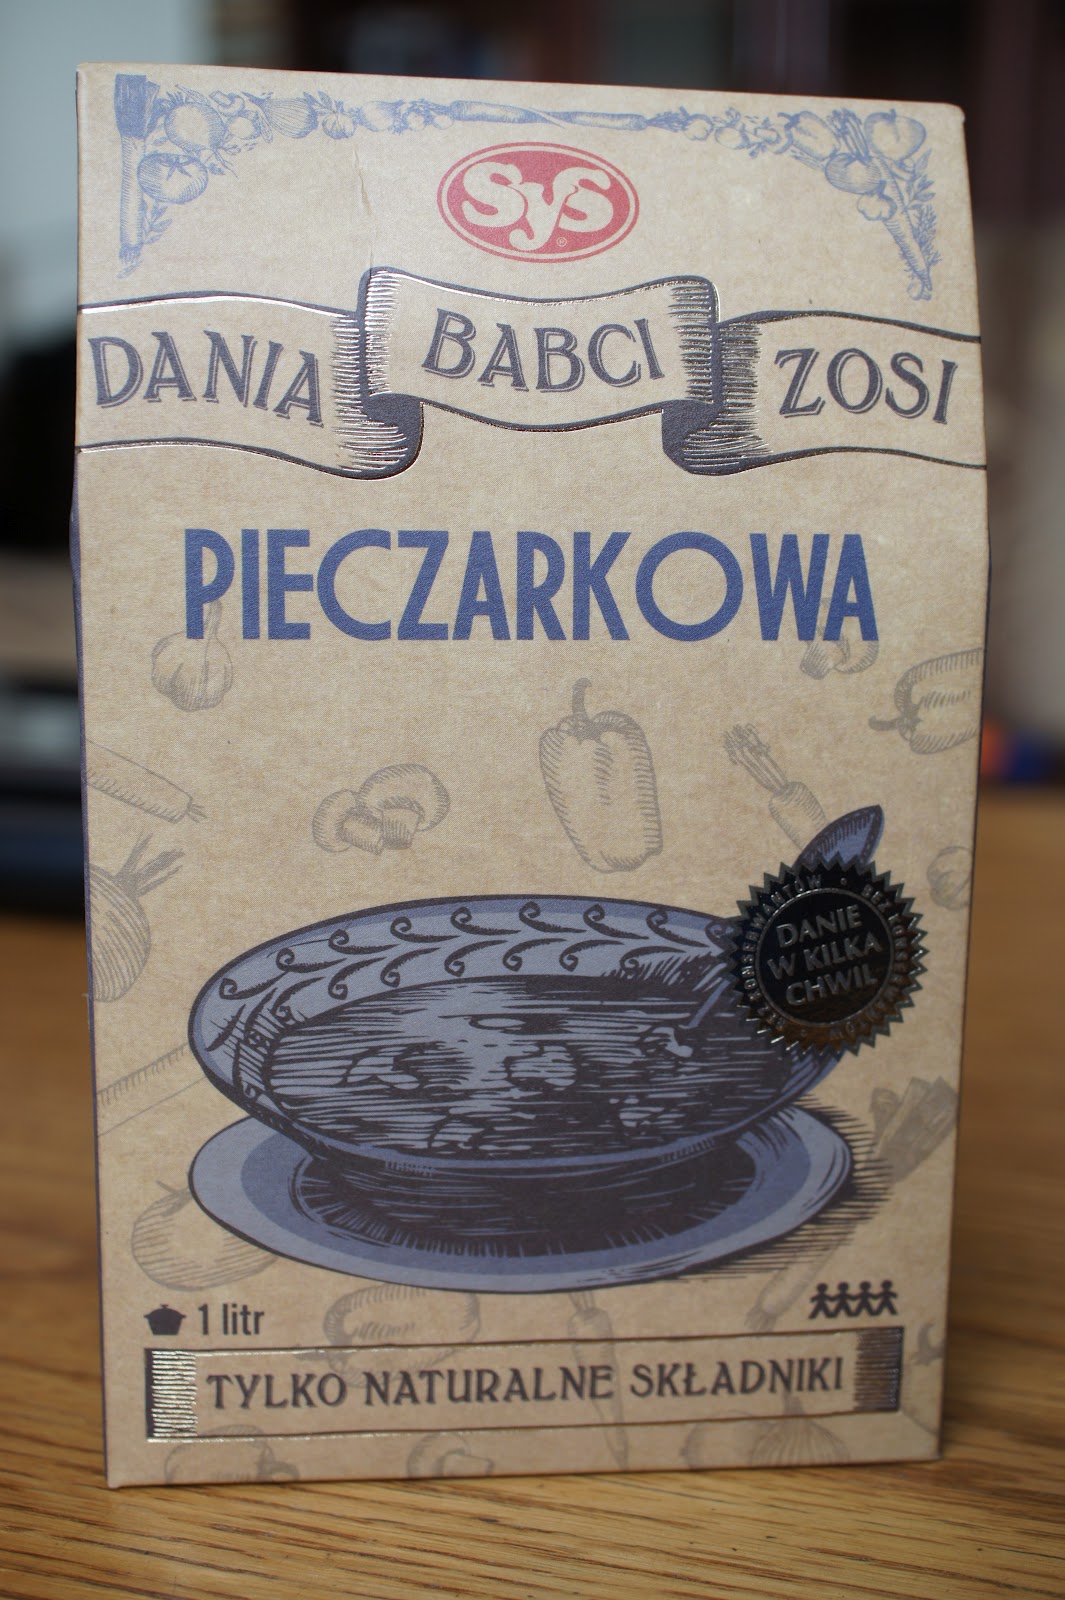 SyS ®
DANIA BABCI ZOSI
PIECZARKOWA
DANIE
W KILKA
CHWIL
1 litr
TYLKO NATURALNE SKŁADNIKI